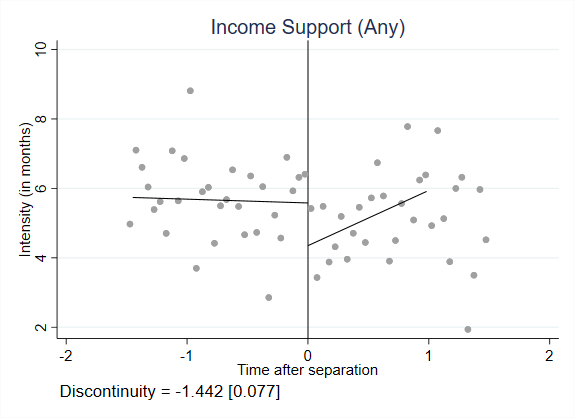 Income Support (Any)
Intensity (in months)
10
8
6
4
2
-2 -1 0 1 2
Time after separation
Discontinuity = -1.442 [0.077]